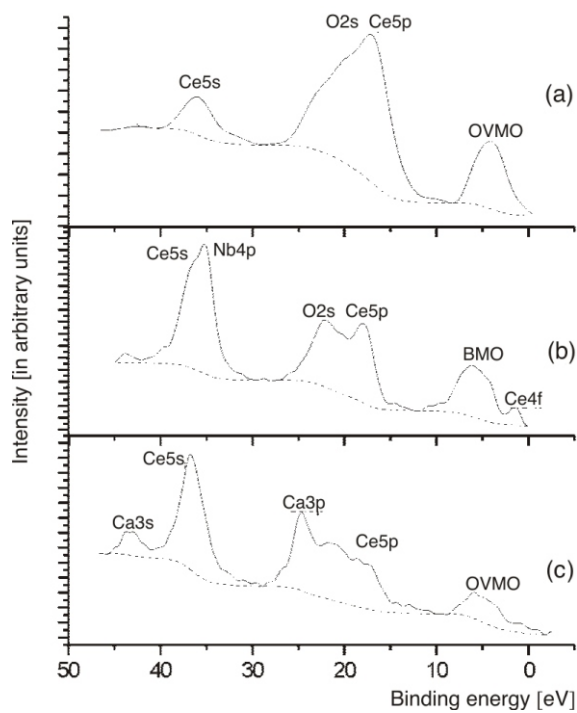 O2s Ce5p
Ce5s
(a)
OVMO
Intensity [in arbitrary units]
Ce5s Nb4p
O2s Ce5p
BMO
(b)
Ce4f
Ce5s
Ca3s
Ca3p
Ce5p
(c)
OVMO
50 40 30 20 10 0
Binding energy [eV]